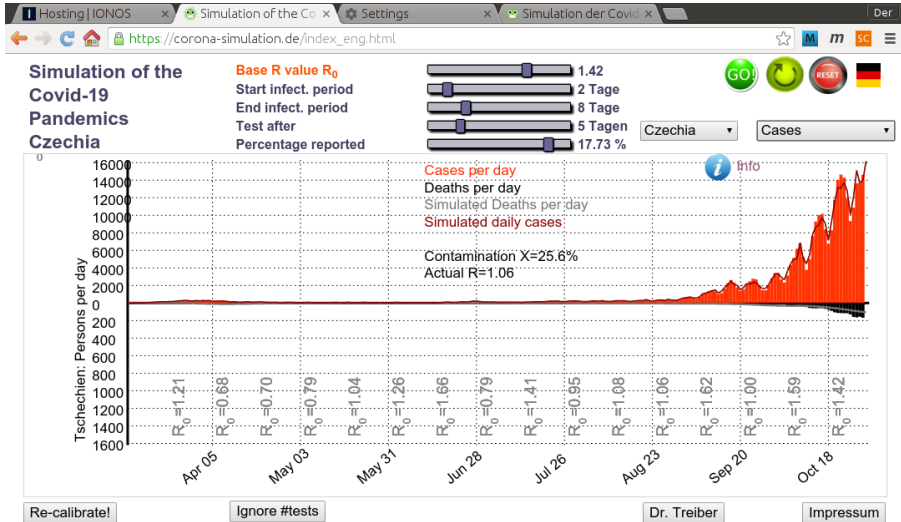 Hosting | IONOS
Simulation of the Co
Settings
Simulation der Covid
Der
https://corona-simulation.de/index_eng.html
M
m
SC
Simulation of the
Covid-19
Pandemics
Czechia
Base R value R₀
1.42
Start infect. period
2 Tage
End infect. period
8 Tage
Test after
5 Tagen
Percentage reported
17.73 %
GO!
RESET
Czechia
Cases
Info
0
16000
14000
12000
10000
8000
6000
4000
2000
0
200
400
600
800
1000
1200
1400
1600
Tschechien: Persons per day
Cases per day
Deaths per day
Simulated Deaths per day
Simulated daily cases
Contamination X=25.6%
Actual R=1.06
R₀=1.21
R₀=0.68
R₀=0.70
R₀=0.79
R₀=1.04
R₀=1.26
R₀=1.66
R₀=0.79
R₀=1.41
R₀=0.95
R₀=1.08
R₀=1.06
R₀=1.62
R₀=1.00
R₀=1.59
R₀=1.42
Apr 05
May 03
May 31
Jun 28
Jul 26
Aug 23
Sep 20
Oct 18
Re-calibrate!
Ignore #tests
Dr. Treiber
Impressum